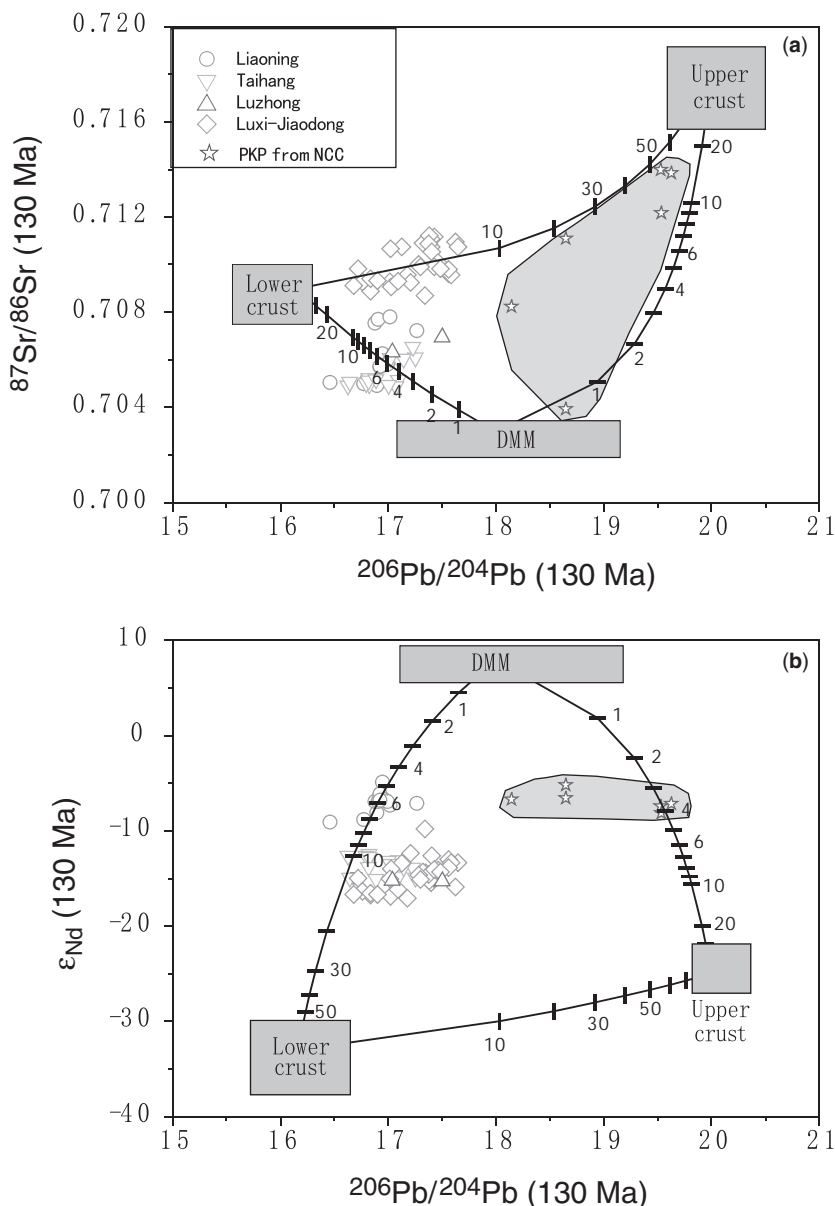 0.720
0.716
0.712
0.708
0.704
0.700
87Sr/86Sr (130 Ma)
Liaoning
Taihang
Luzhong
Luxi-Jiaodong
PKP from NCC
(a)
Upper
crust
20
50
30
10
10
6
4
2
1
Lower
crust
20
10
6
4
2
1
DMM
15 16 17 18 19 20 21
206Pb/204Pb (130 Ma)
10
0
-10
-20
-30
-40
εNd (130 Ma)
(b)
DMM
1
2
4
6
10
30
50
1
2
4
6
10
20
Lower
crust
10
30
50
Upper
crust
15 16 17 18 19 20 21
206Pb/204Pb (130 Ma)